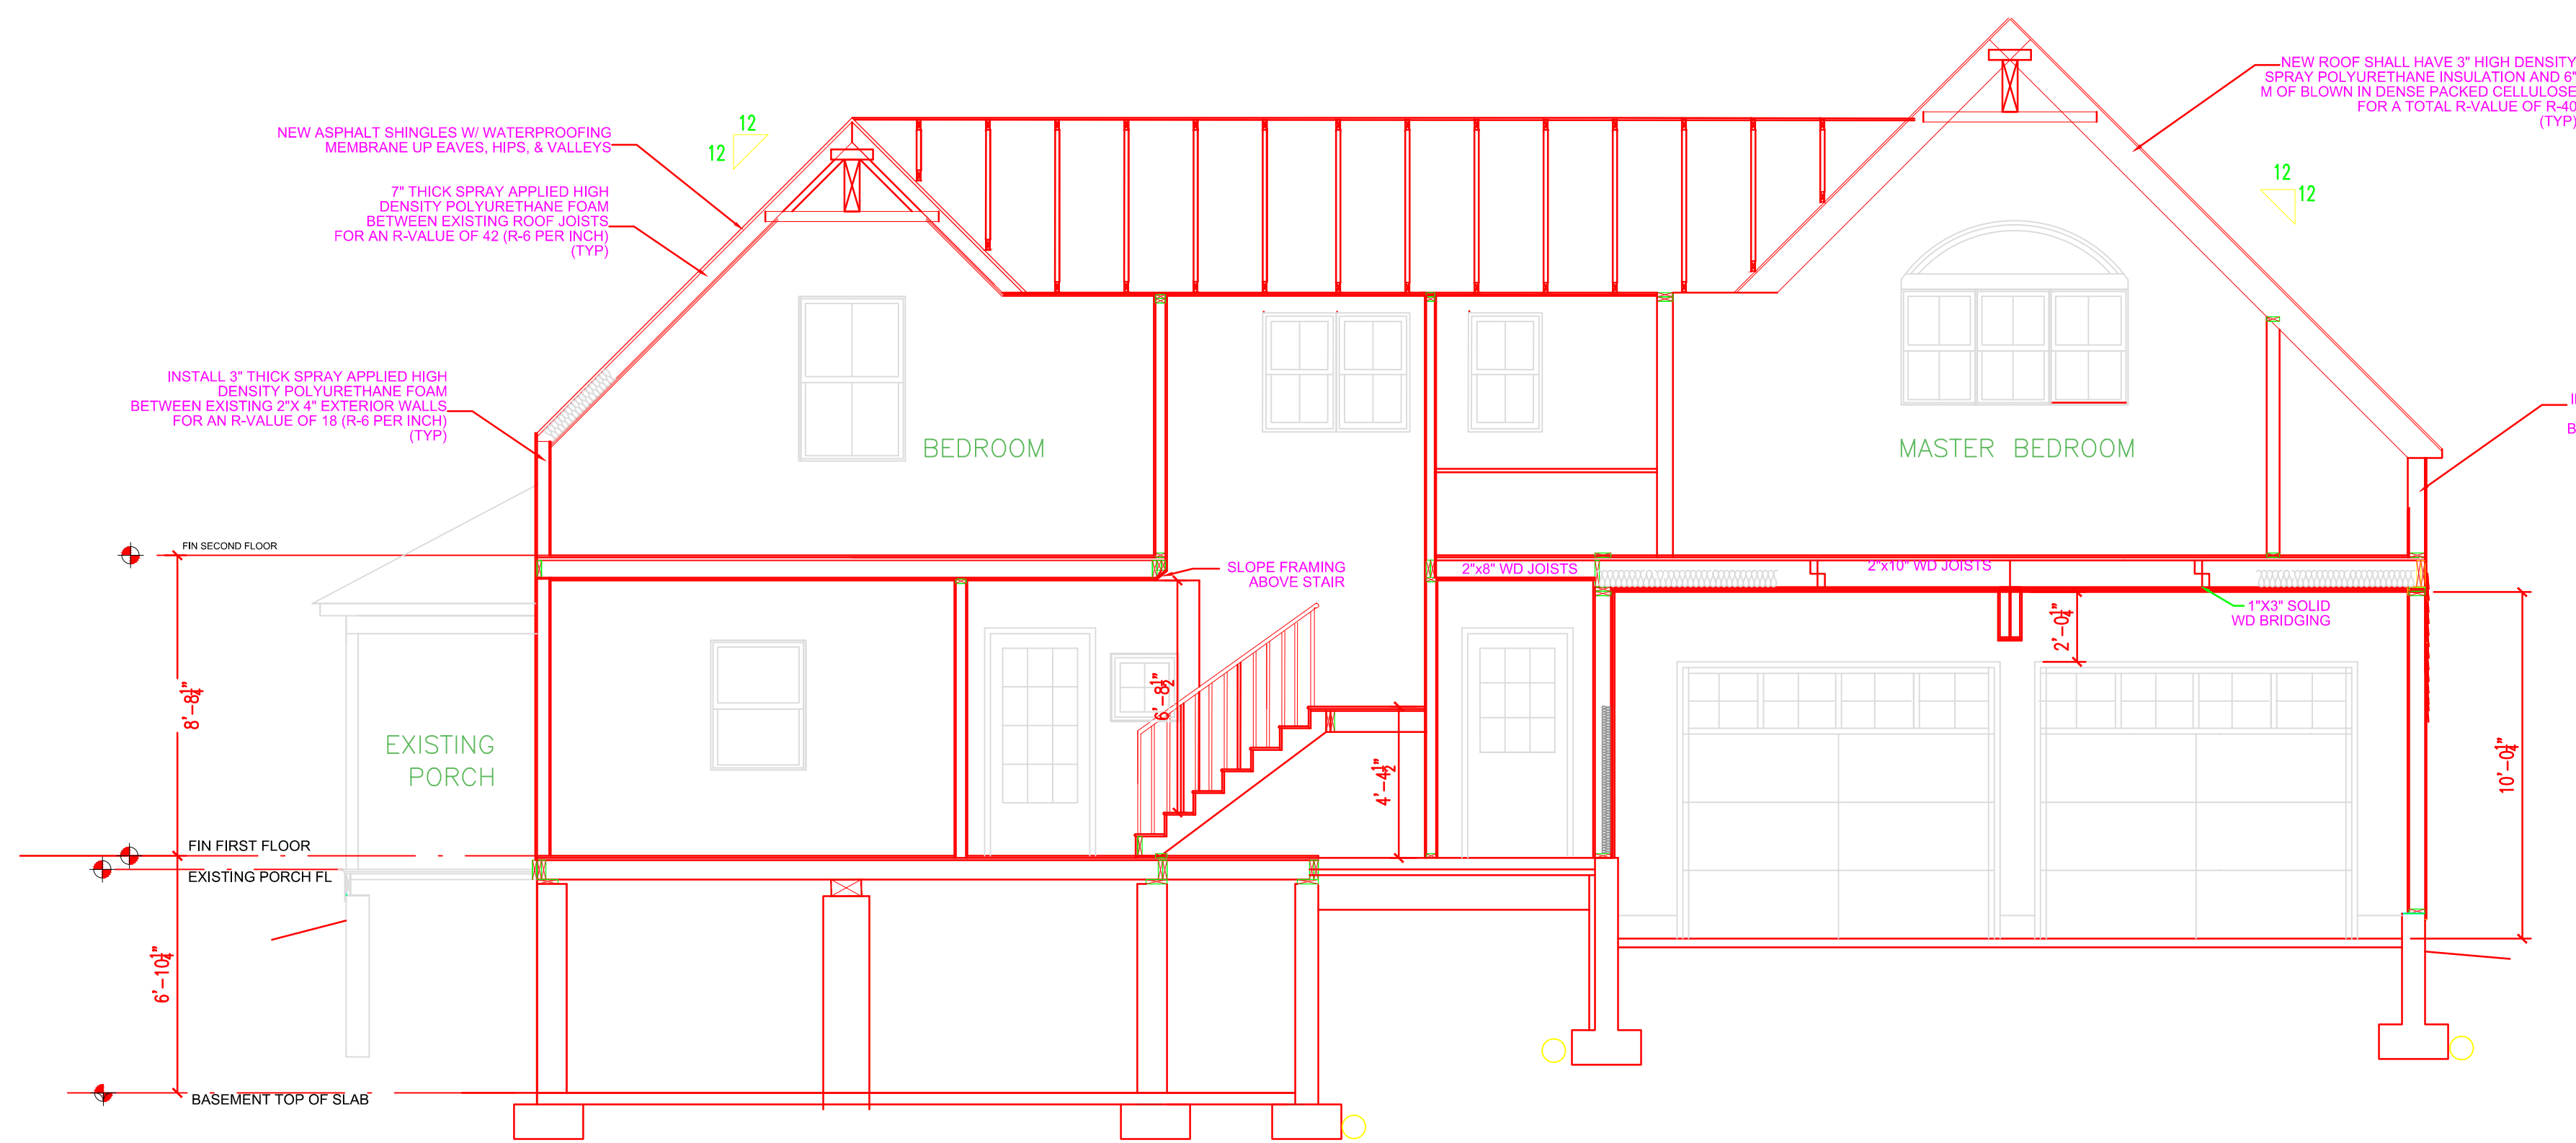 NEW ROOF SHALL HAVE 3" HIGH DENSITY
SPRAY POLYURETHANE INSULATION AND 6"
M OF BLOWN IN DENSE PACKED CELLULOSE
FOR A TOTAL R-VALUE OF R-40
(TYP)
NEW ASPHALT SHINGLES W/ WATERPROOFING
MEMBRANE UP EAVES, HIPS, & VALLEYS
12
12
7" THICK SPRAY APPLIED HIGH
DENSITY POLYURETHANE FOAM
BETWEEN EXISTING ROOF JOISTS
FOR AN R-VALUE OF 42 (R-6 PER INCH)
(TYP)
12
12
INSTALL 3" THICK SPRAY APPLIED HIGH
DENSITY POLYURETHANE FOAM
BETWEEN EXISTING 2"X 4" EXTERIOR WALLS
FOR AN R-VALUE OF 18 (R-6 PER INCH)
(TYP)
B
BEDROOM
MASTER BEDROOM
FIN SECOND FLOOR
SLOPE FRAMING
ABOVE STAIR
2"x8" WD JOISTS
2"x10" WD JOISTS
1"X3" SOLID
WD BRIDGING
2'-0¼"
8'-8¼"
6'-8½"
EXISTING
PORCH
4'-4½"
10'-0¼"
FIN FIRST FLOOR
EXISTING PORCH FL
6'-10¼"
BASEMENT TOP OF SLAB